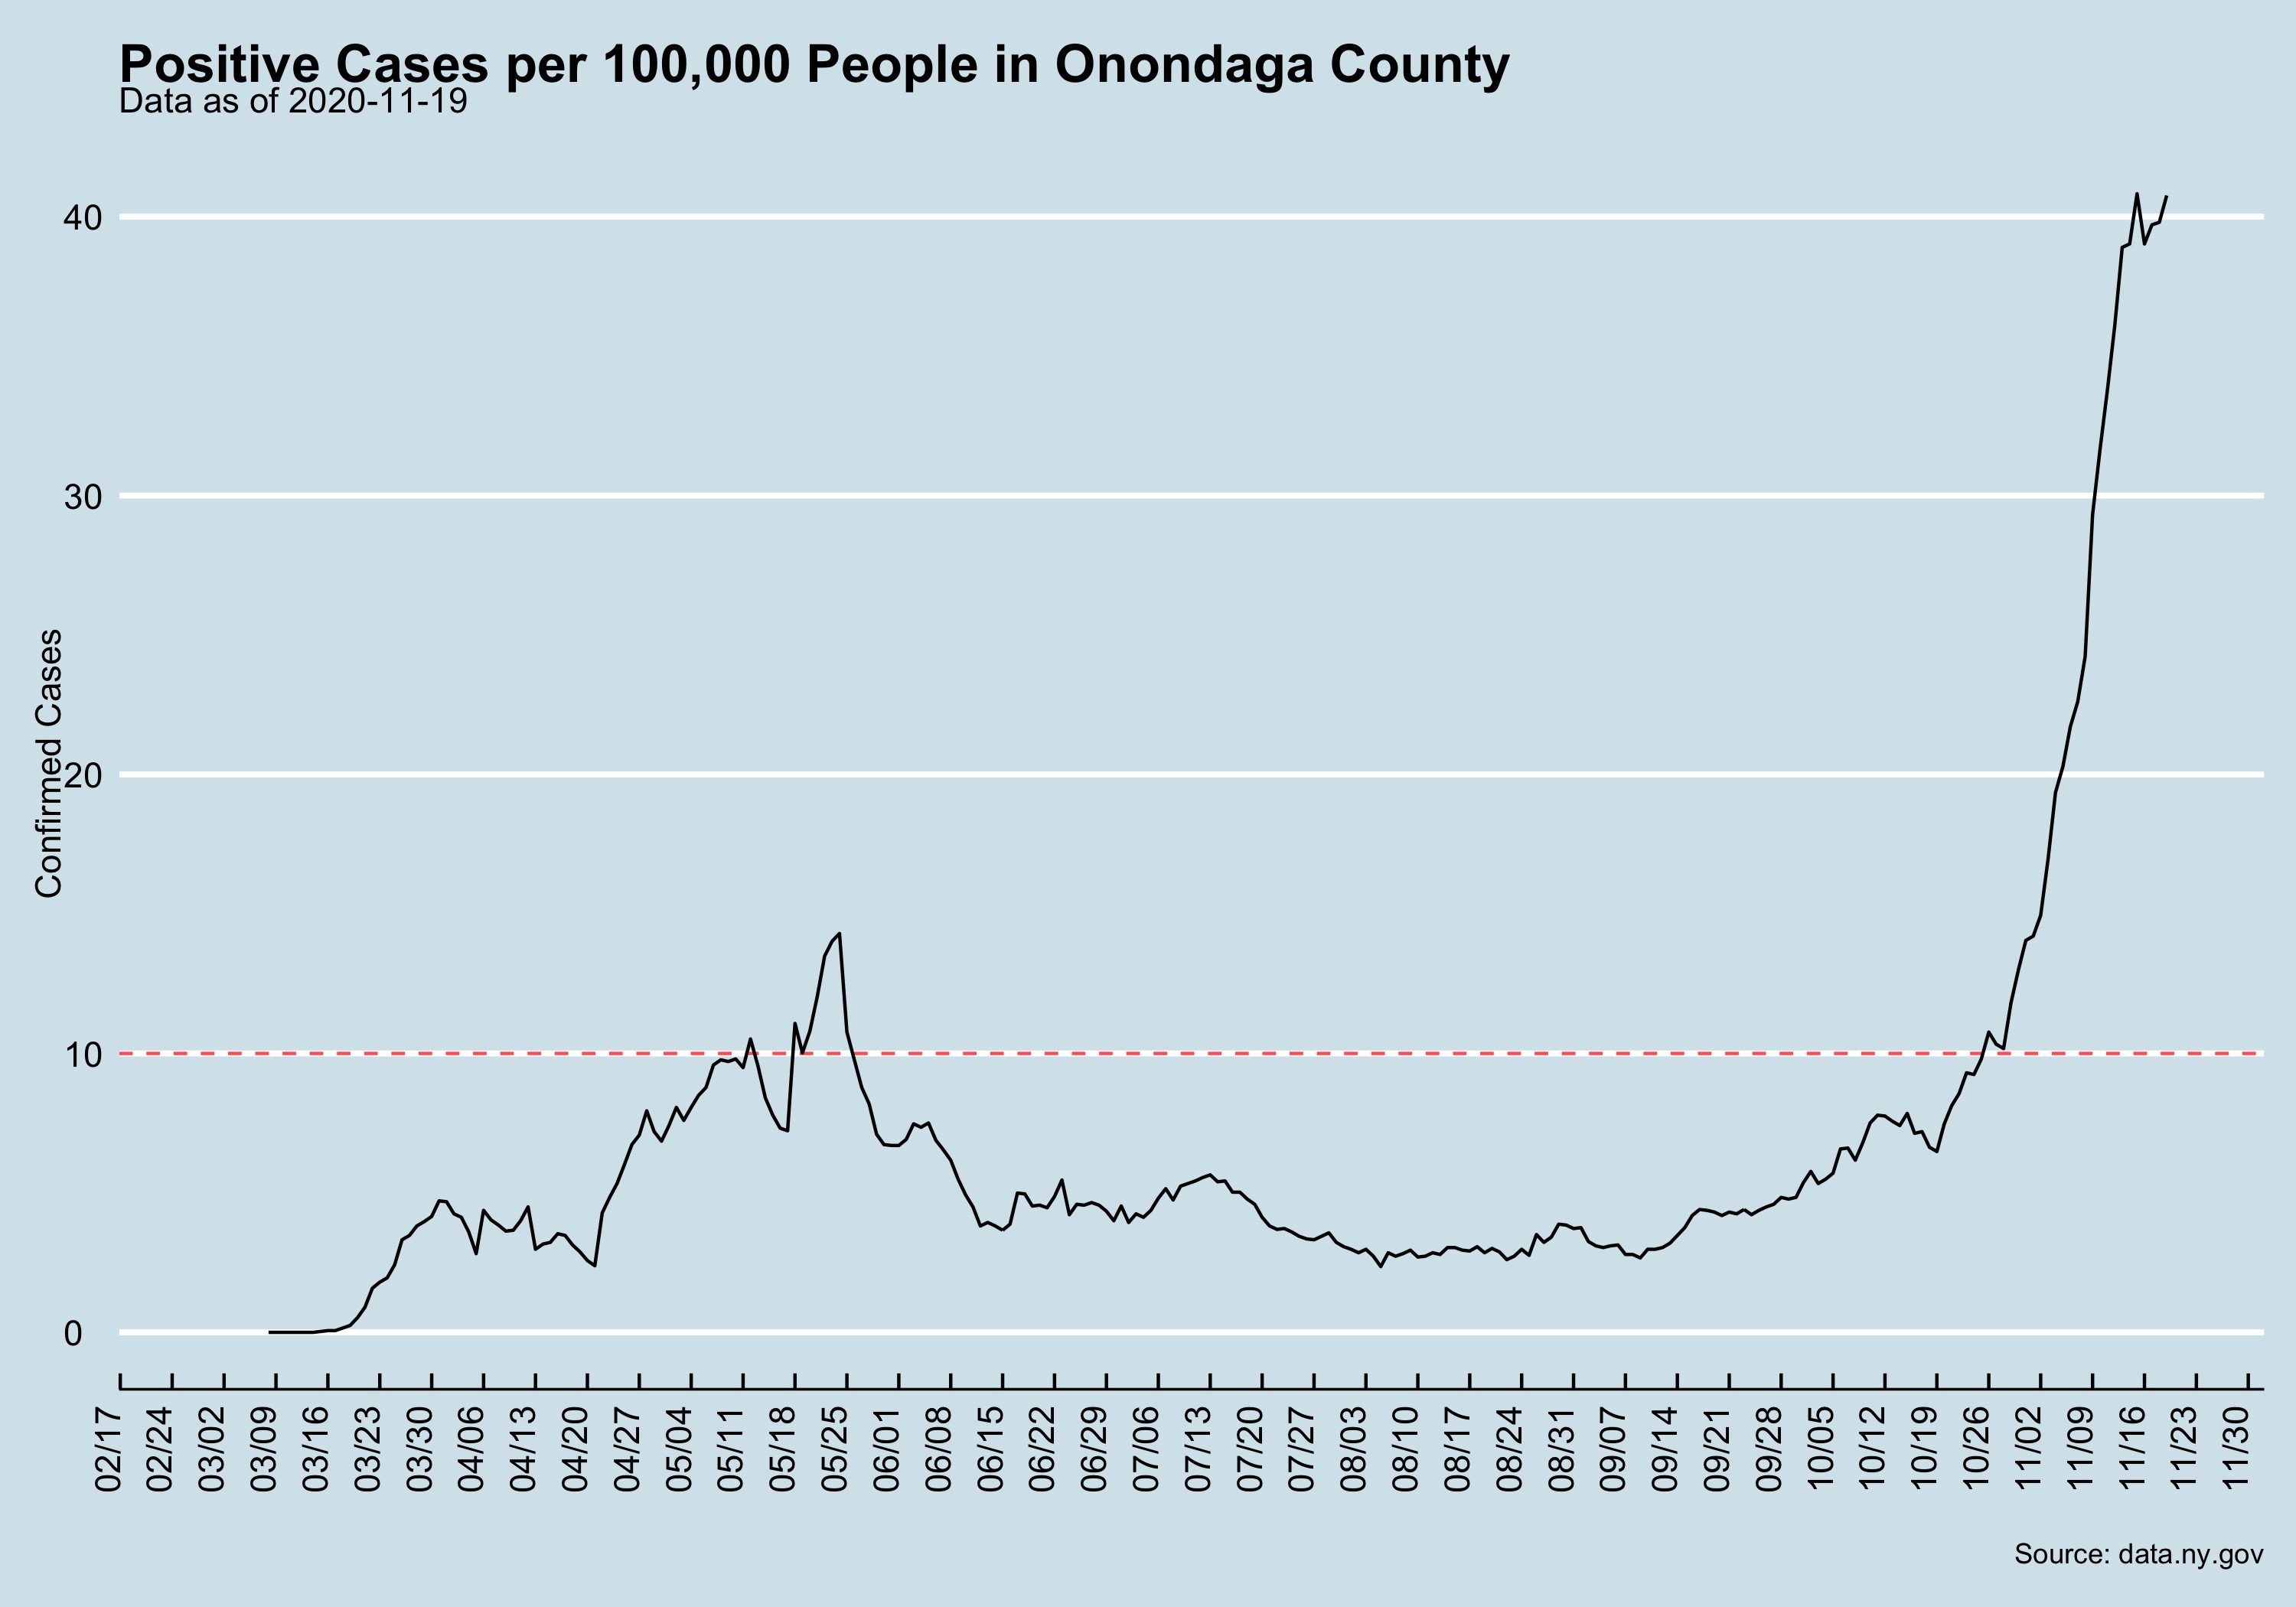 Positive Cases per 100,000 People in Onondaga County
Data as of 2020-11-19
Confirmed Cases
40
30
20
10
0
02/17 02/24 03/02 03/09 03/16 03/23 03/30 04/06 04/13 04/20 04/27 05/04 05/11 05/18 05/25 06/01 06/08 06/15 06/22 06/29 07/06 07/13 07/20 07/27 08/03 08/10 08/17 08/24 08/31 09/07 09/14 09/21 09/28 10/05 10/12 10/19 10/26 11/02 11/09 11/16 11/23 11/30
Source: data.ny.gov